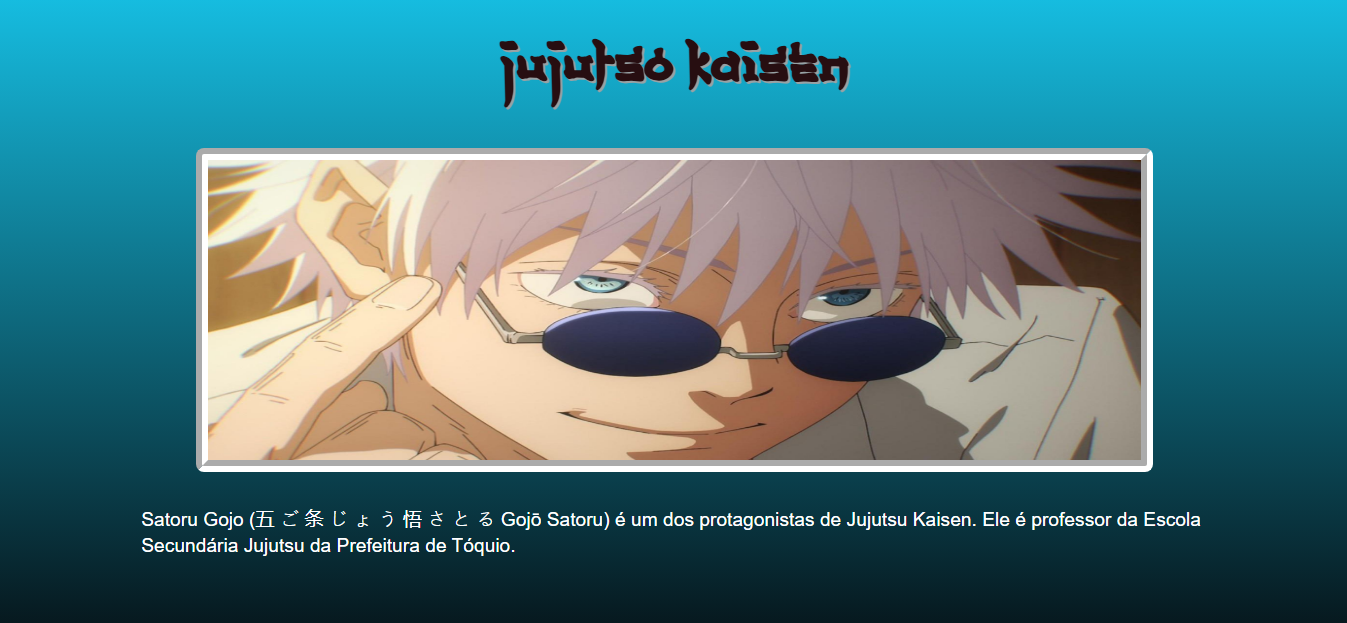 jujutso kaisen
Satoru Gojo (五 ご 条 じ ょ う 悟 さ と る Gojō Satoru) é um dos protagonistas de Jujutsu Kaisen. Ele é professor da Escola
Secundária Jujutsu da Prefeitura de Tóquio.